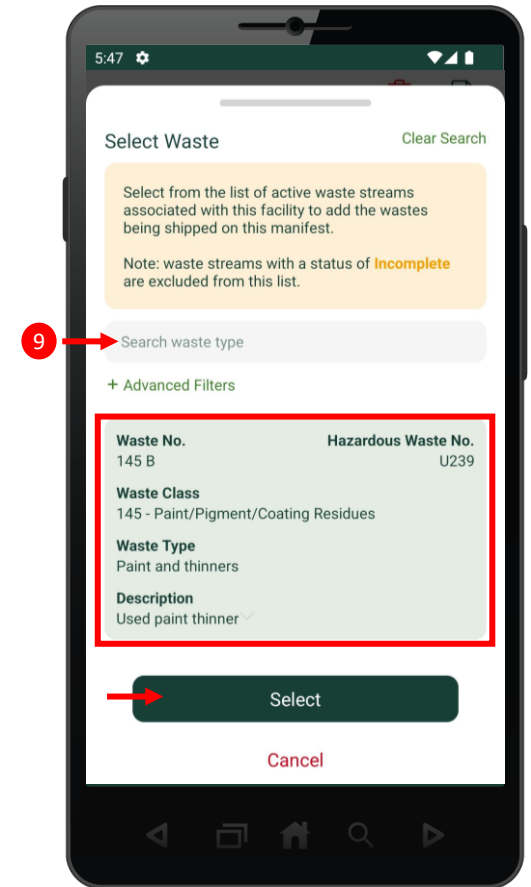 5:47
Select Waste
Clear Search
Select from the list of active waste streams
associated with this facility to add the wastes
being shipped on this manifest.
Note: waste streams with a status of Incomplete
are excluded from this list.
9
Search waste type
+ Advanced Filters
Waste No.
Hazardous Waste No.
145 B
U239
Waste Class
145 - Paint/Pigment/Coating Residues
Waste Type
Paint and thinners
Description
Used paint thinner
Select
Cancel